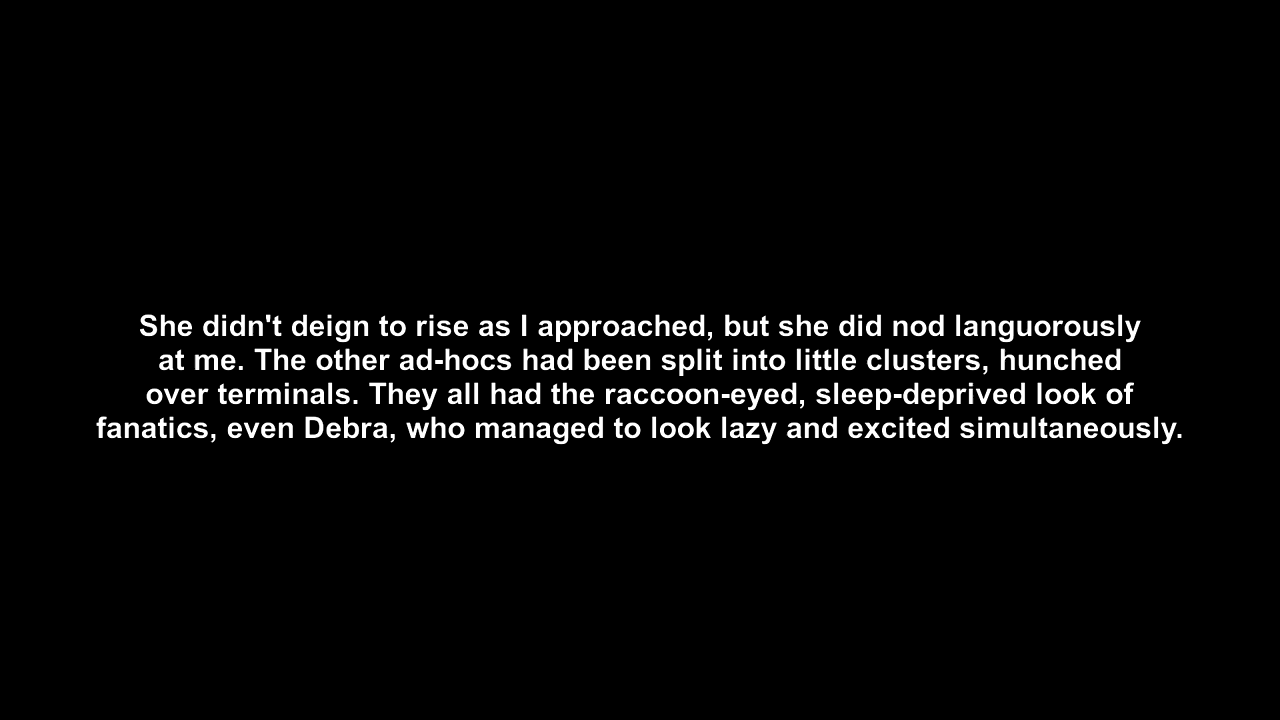 She didn't deign to rise as I approached, but she did nod languorously
at me. The other ad-hocs had been split into little clusters, hunched
over terminals. They all had the raccoon-eyed, sleep-deprived look of
fanatics, even Debra, who managed to look lazy and excited simultaneously.